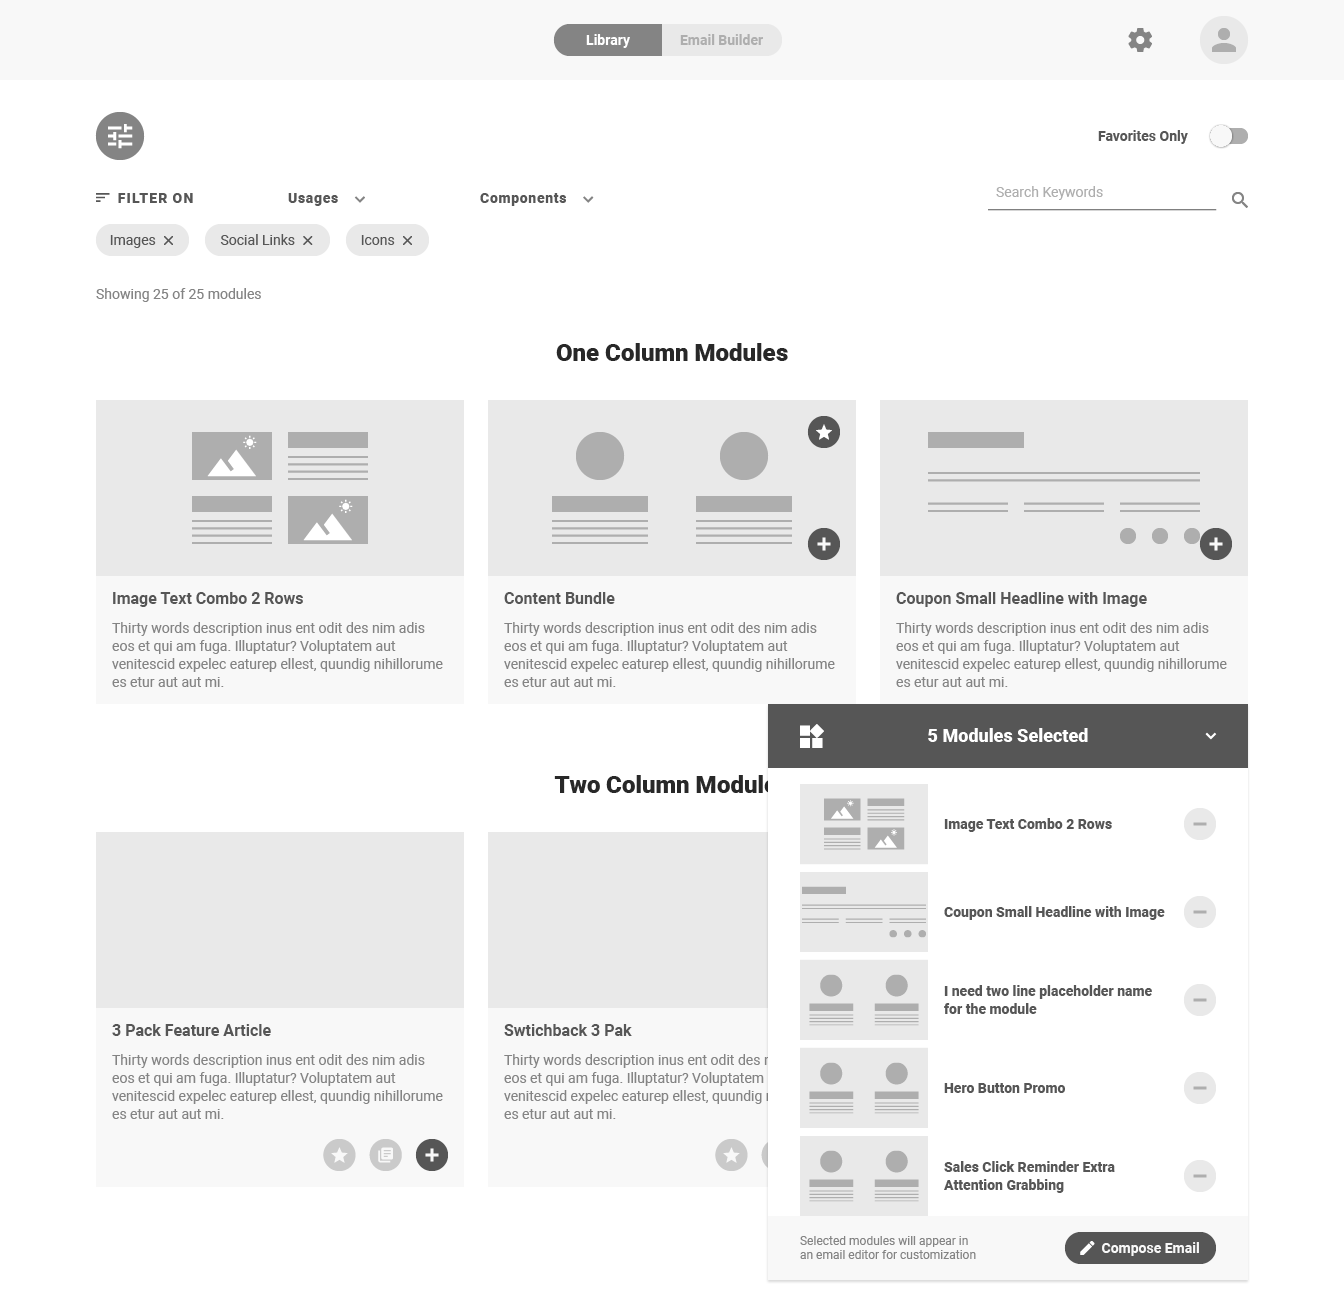 Library
Email Builder
Favorites Only
FILTER ON
Usages
Components
Search Keywords
Images
Social Links
Icons
Showing 25 of 25 modules
One Column Modules
Image Text Combo 2 Rows
Thirty words description inus ent odit des nim adis
eos et qui am fuga. Illuptatur? Voluptatem aut
venitescid expelec eaturep ellest, quundig nihillorume
es etur aut aut mi.
Content Bundle
Thirty words description inus ent odit des nim adis
eos et qui am fuga. Illuptatur? Voluptatem aut
venitescid expelec eaturep ellest, quundig nihillorume
es etur aut aut mi.
Coupon Small Headline with Image
Thirty words description inus ent odit des nim adis
eos et qui am fuga. Illuptatur? Voluptatem aut
venitescid expelec eaturep ellest, quundig nihillorume
es etur aut aut mi.
Two Column
3 Pack Feature Article
Thirty words description inus ent odit des nim adis
eos et qui am fuga. Illuptatur? Voluptatem aut
venitescid expelec eaturep ellest, quundig nihillorume
es etur aut aut mi.
Swtichback 3 Pak
Thirty words description inus ent odit des
eos et qui am fuga. Illuptatur? Voluptatem
venitescid expelec eaturep ellest, quundig
es etur aut aut mi.
5 Modules Selected
Image Text Combo 2 Rows
Coupon Small Headline with Image
I need two line placeholder name
for the module
Hero Button Promo
Sales Click Reminder Extra
Attention Grabbing
Selected modules will appear in
an email editor for customization
Compose Email